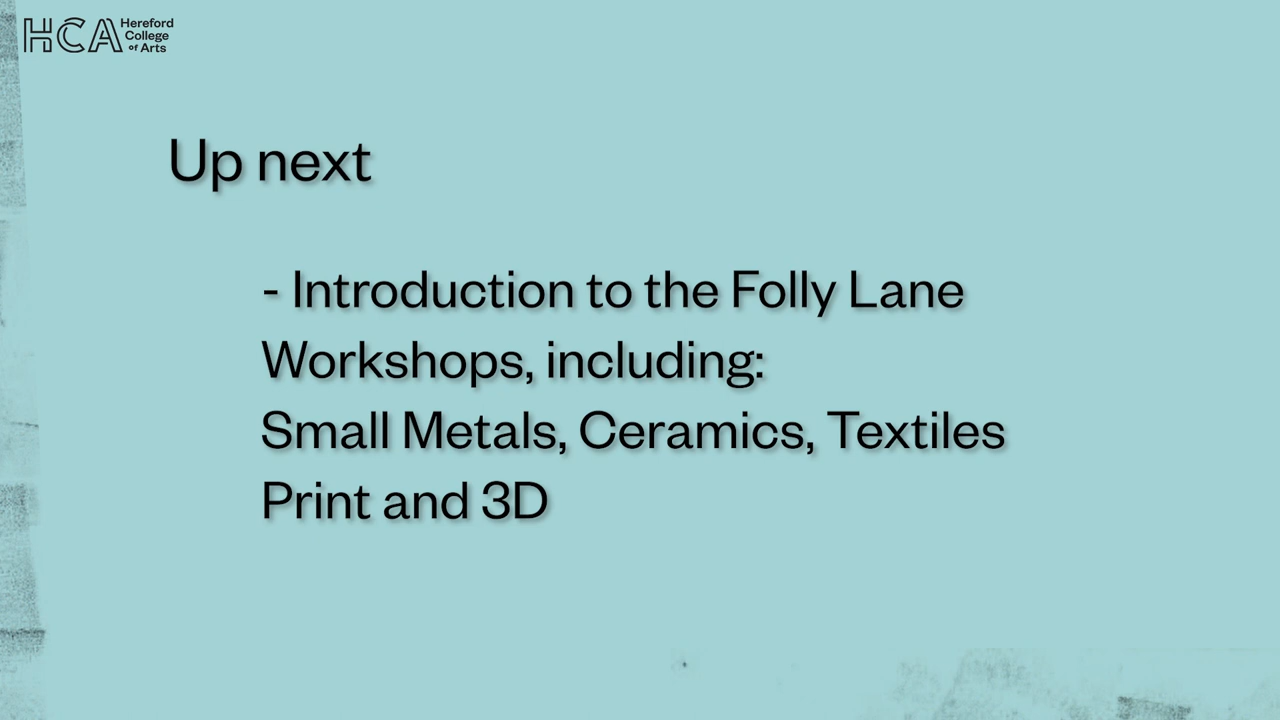 HCA
Hereford
College
of Arts
Up next
- Introduction to the Folly Lane
Workshops, including:
Small Metals, Ceramics, Textiles
Print and 3D